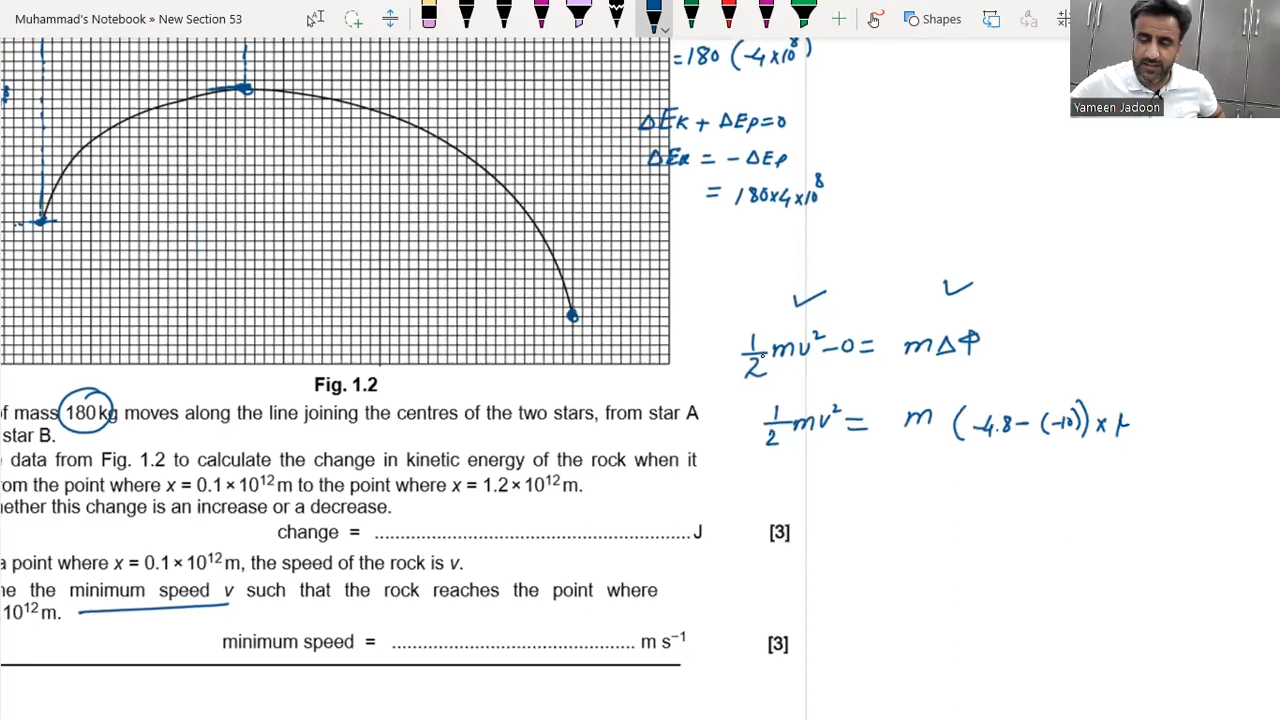 Muhammad's Notebook » New Section 53
Shapes
Yameen Jadoon
=180 (-4×10⁸)
ΔEK + ΔEp=0
ΔEK = - ΔEp
= 180×4×10⁸
1/2 mv²-0= mΔΦ
1/2 mv² = m (-4.8-(-10))×
Fig. 1.2
of mass 180 kg moves along the line joining the centres of the two stars, from star A
star B.
data from Fig. 1.2 to calculate the change in kinetic energy of the rock when it
om the point where x = 0.1 × 10¹² m to the point where x = 1.2 × 10¹² m.
hether this change is an increase or a decrease.
change = ........................................................... J [3]
a point where x = 0.1 × 10¹² m, the speed of the rock is v.
ne the minimum speed v such that the rock reaches the point where
10¹² m.
minimum speed = ............................................. m s⁻¹ [3]